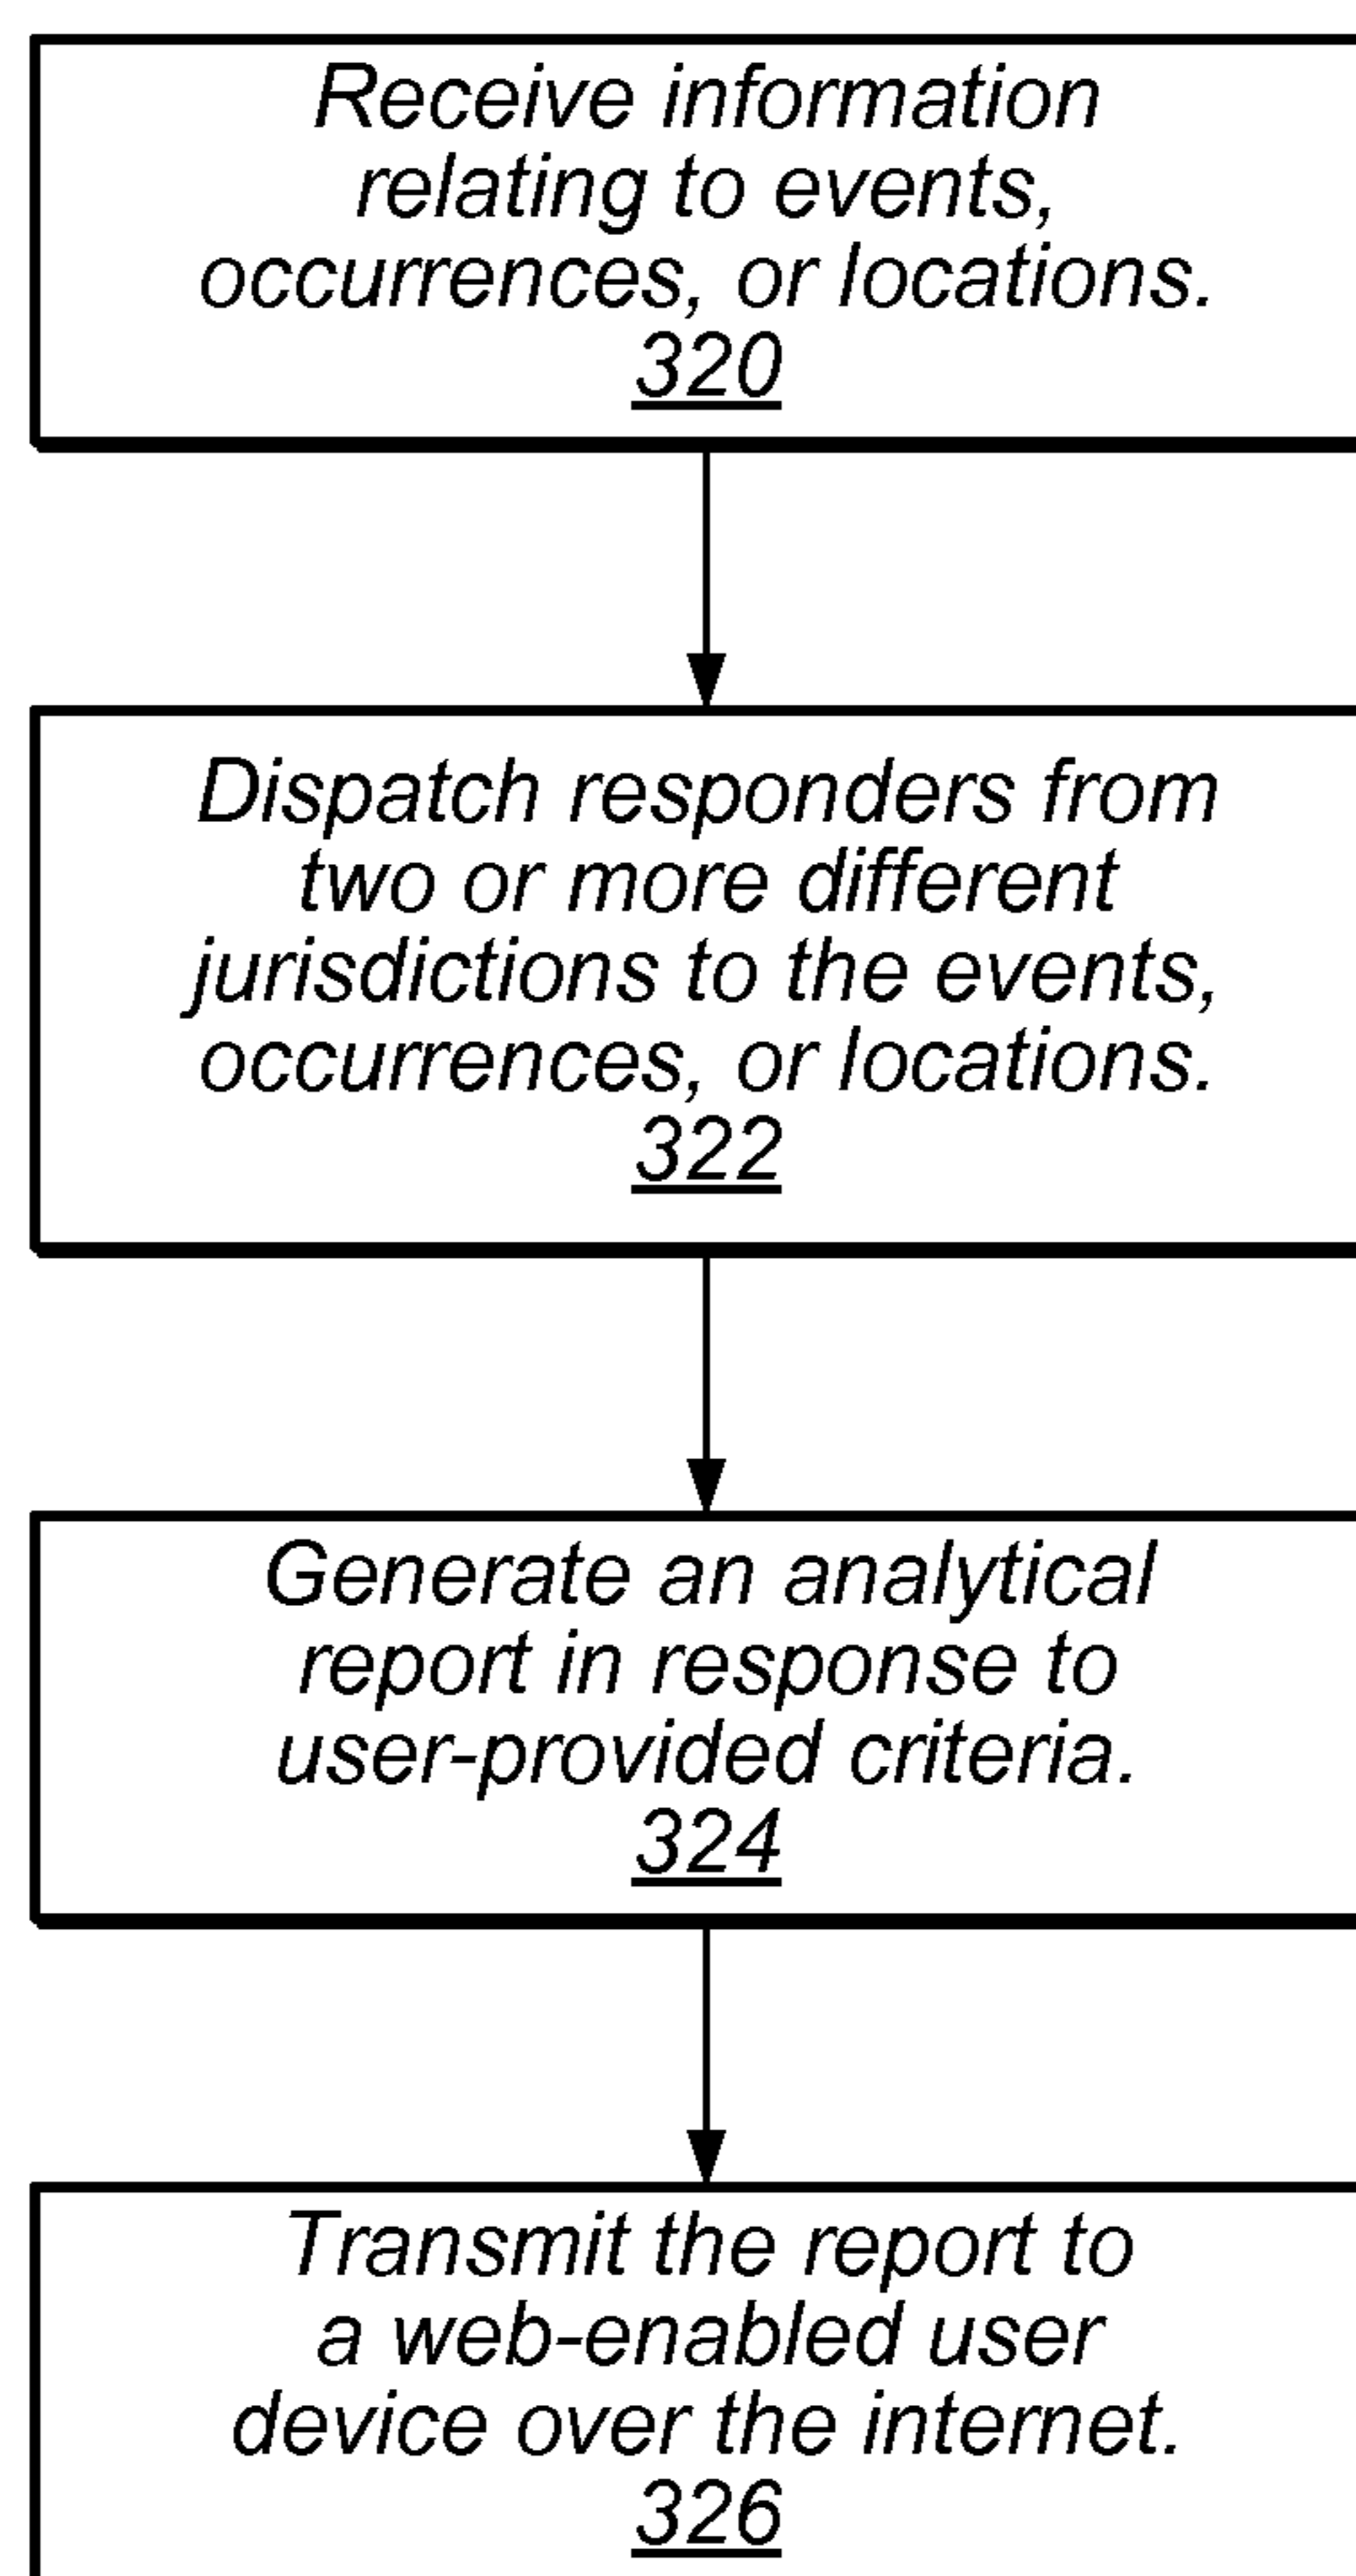 Receive information
relating to events,
occurrences, or locations.
320
Dispatch responders from
two or more different
jurisdictions to the events,
occurrences, or locations.
322
Generate an analytical
report in response to
user-provided criteria.
324
Transmit the report to
a web-enabled user
device over the internet.
326